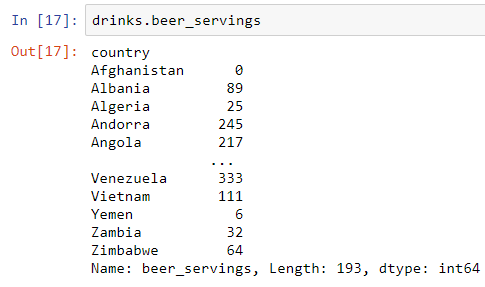 In [17]: drinks.beer_servings
Out[17]: country
Afghanistan 0
Albania 89
Algeria 25
Andorra 245
Angola 217
...
Venezuela 333
Vietnam 111
Yemen 6
Zambia 32
Zimbabwe 64
Name: beer_servings, Length: 193, dtype: int64